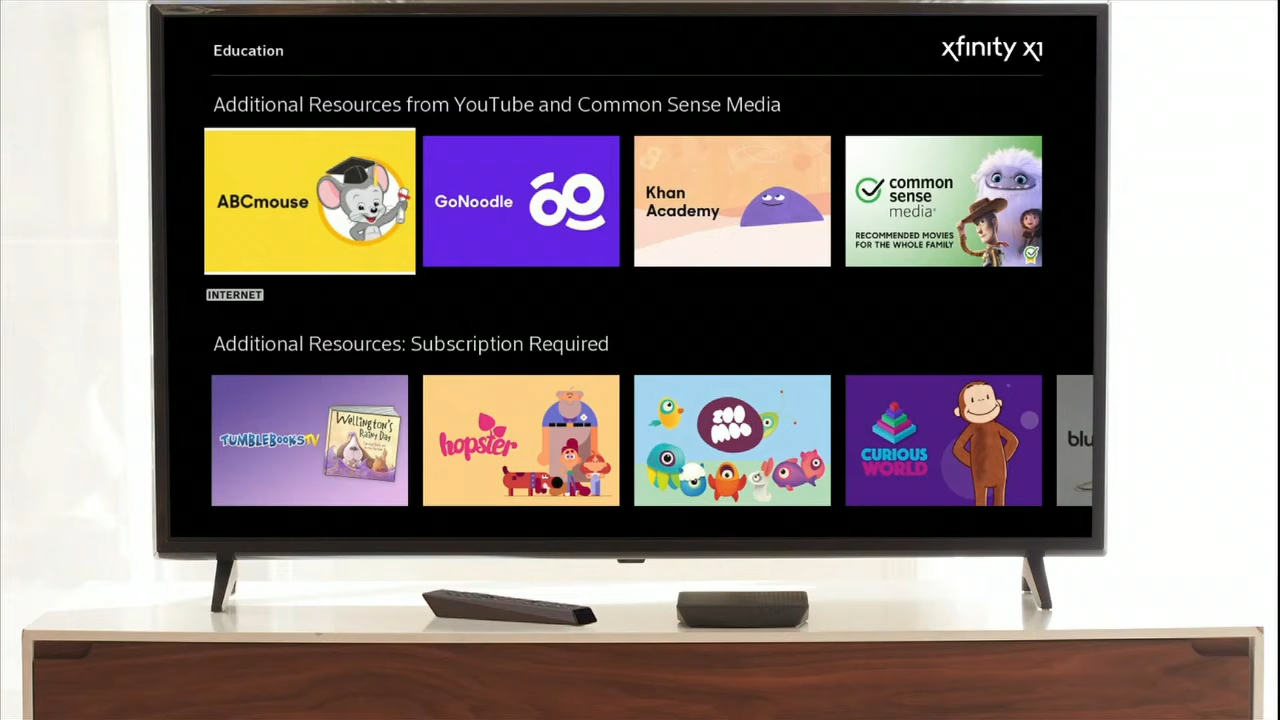 Education
xfinity x1
Additional Resources from YouTube and Common Sense Media
ABCmouse
GoNoodle
Khan
Academy
common
sense
media
RECOMMENDED MOVIES
FOR THE WHOLE FAMILY
INTERNET
Additional Resources: Subscription Required
TUMBLEBOOKSTV
Wellington's
Rainy Day
hopster
ZOO
MOO
CURIOUS
WORLD
blu